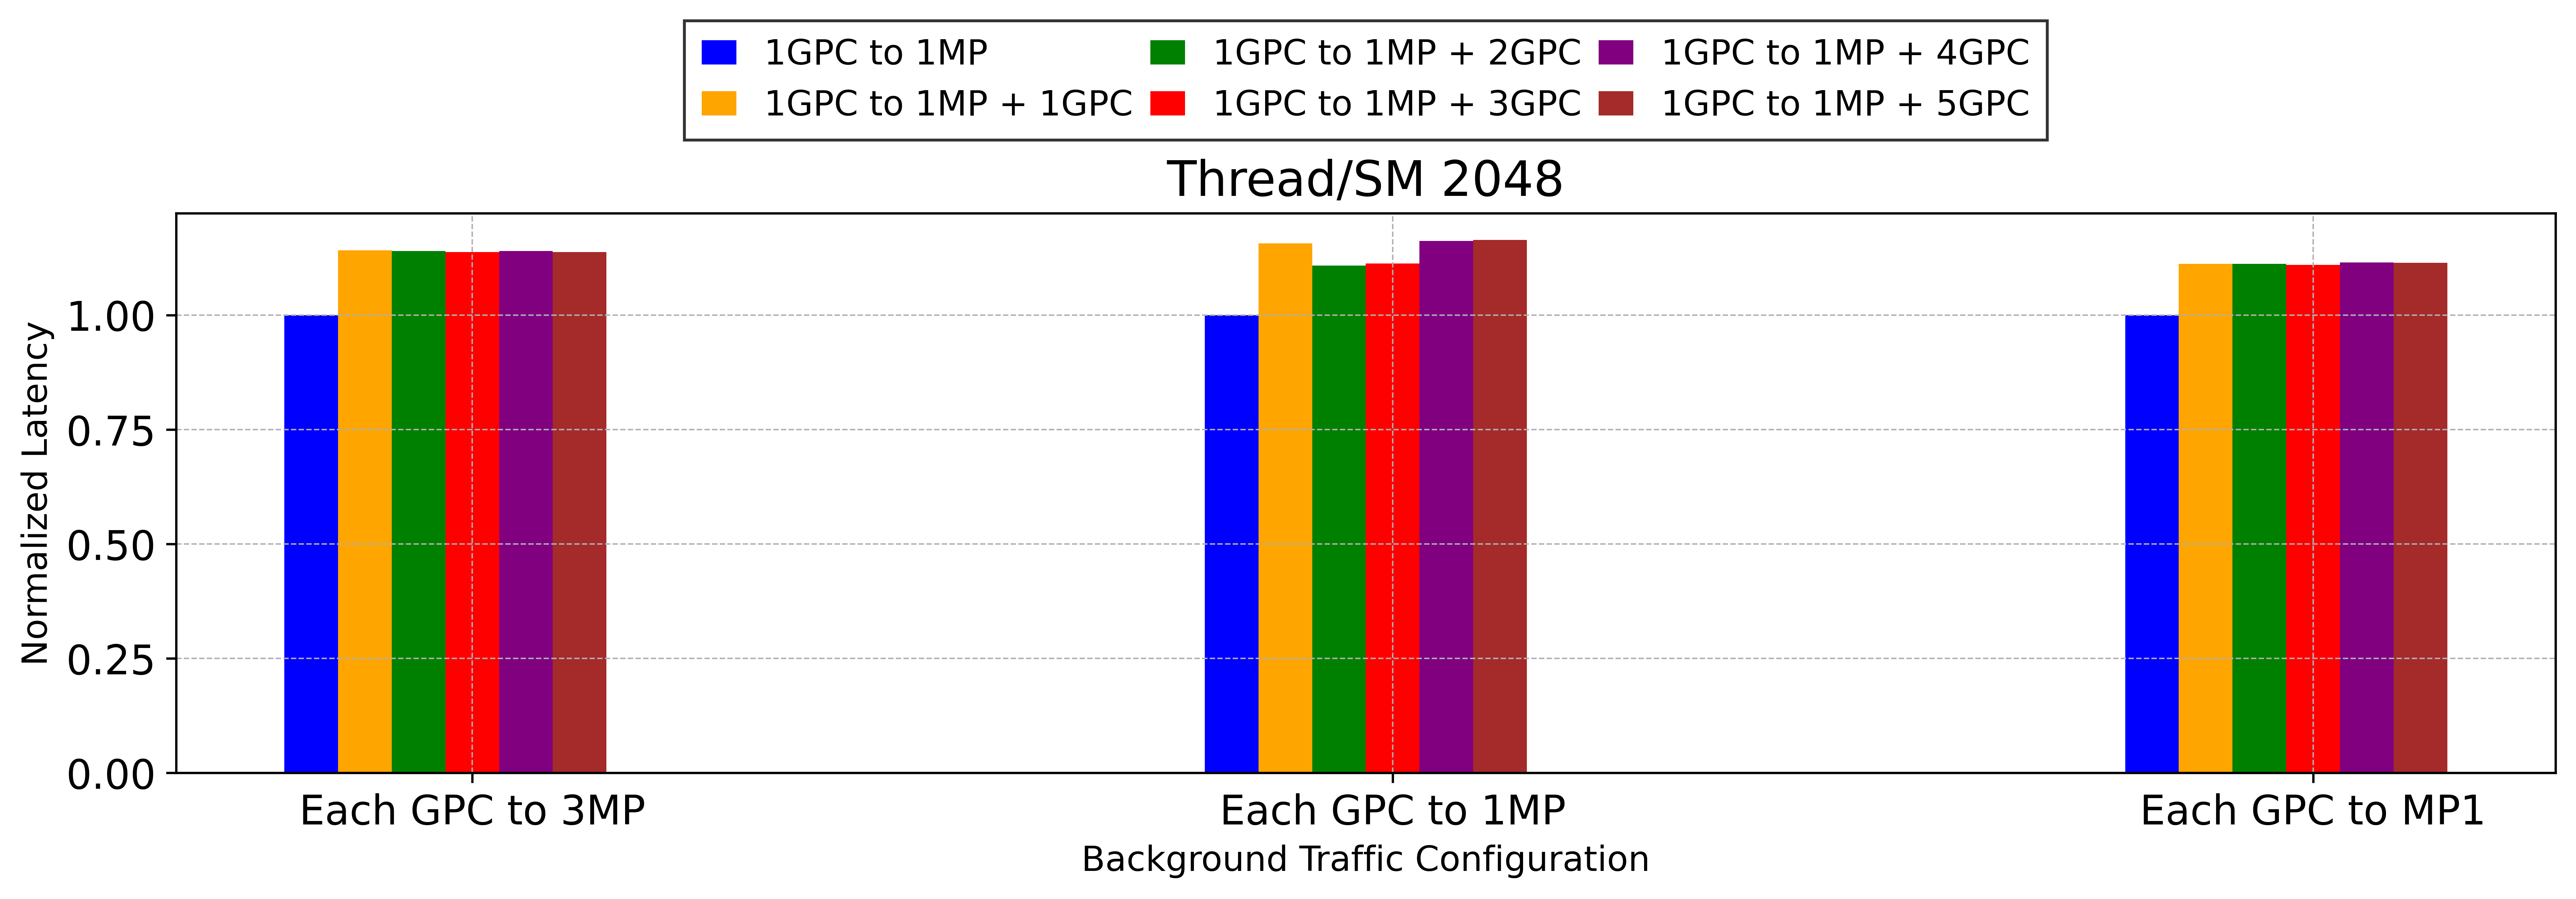 1GPC to 1MP
1GPC to 1MP + 1GPC
1GPC to 1MP + 2GPC
1GPC to 1MP + 3GPC
1GPC to 1MP + 4GPC
1GPC to 1MP + 5GPC
Thread/SM 2048
Normalized Latency
1.00
0.75
0.50
0.25
0.00
Each GPC to 3MP
Each GPC to 1MP
Each GPC to MP1
Background Traffic Configuration